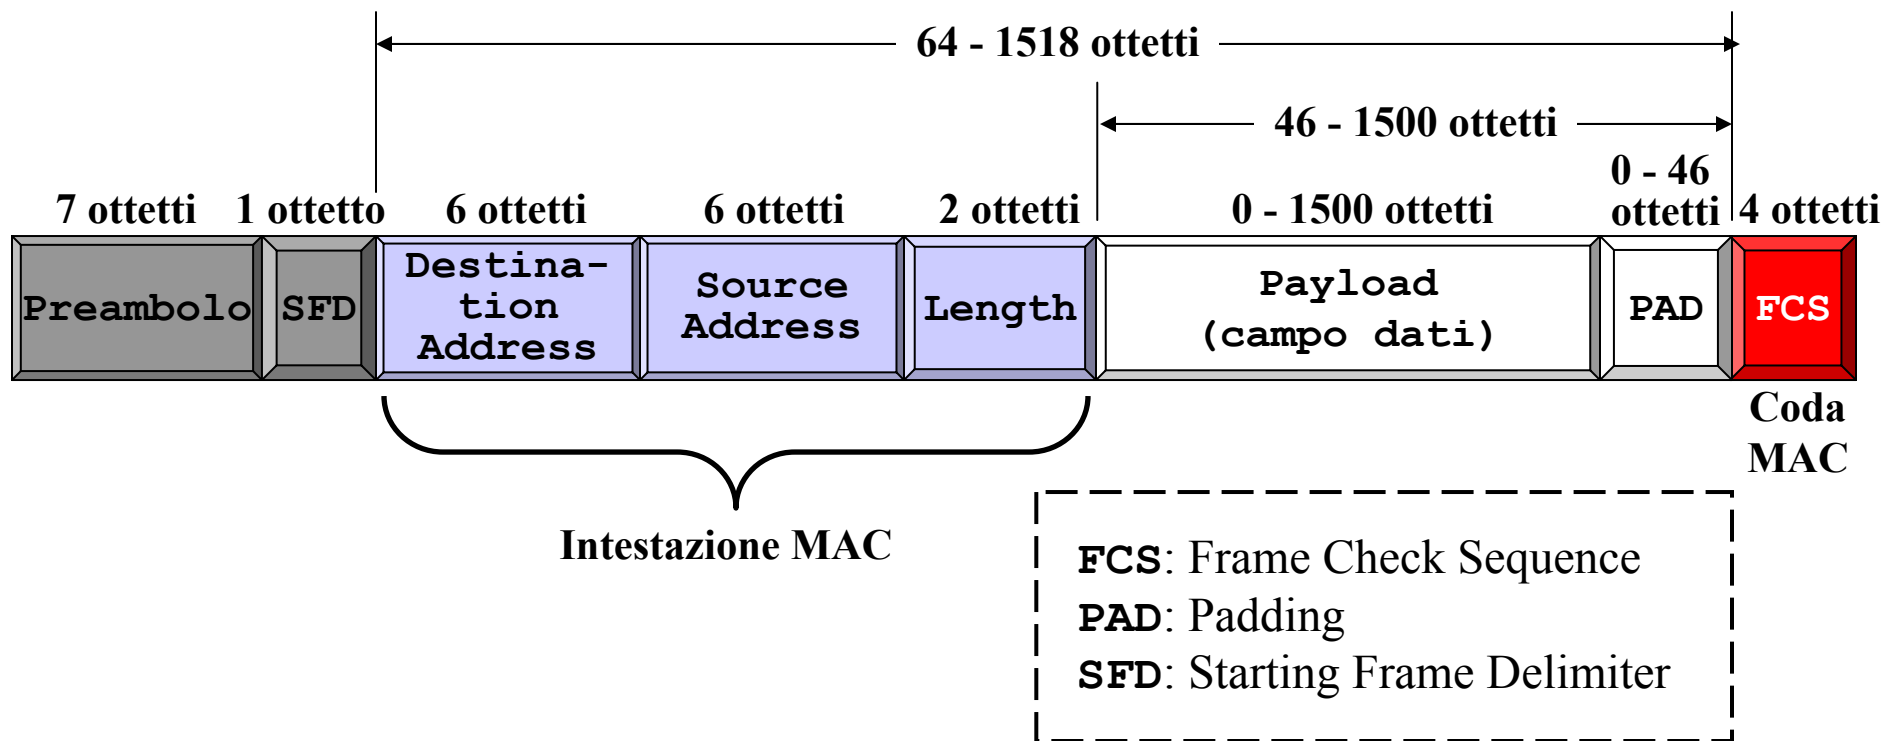 64 - 1518 ottetti
46 - 1500 ottetti
0 - 46
7 ottetti 1 ottetto 6 ottetti 6 ottetti 2 ottetti 0 - 1500 ottetti ottetti 4 ottetti
Preambolo
SFD
Destina-
tion
Address
Source
Address
Length
Payload
(campo dati)
PAD
FCS
Coda
MAC
Intestazione MAC
FCS: Frame Check Sequence
PAD: Padding
SFD: Starting Frame Delimiter